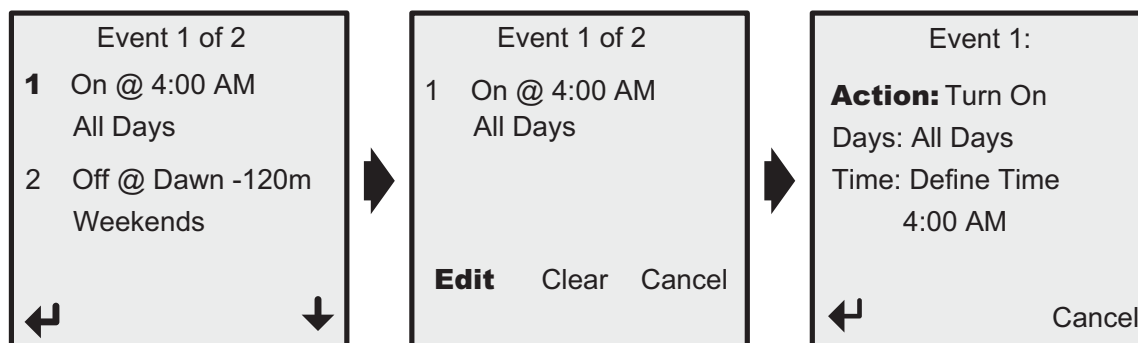 Event 1 of 2
1 On @ 4:00 AM
All Days
2 Off @ Dawn -120m
Weekends
Event 1 of 2
1 On @ 4:00 AM
All Days
Edit Clear Cancel
Event 1:
Action: Turn On
Days: All Days
Time: Define Time
4:00 AM
Cancel